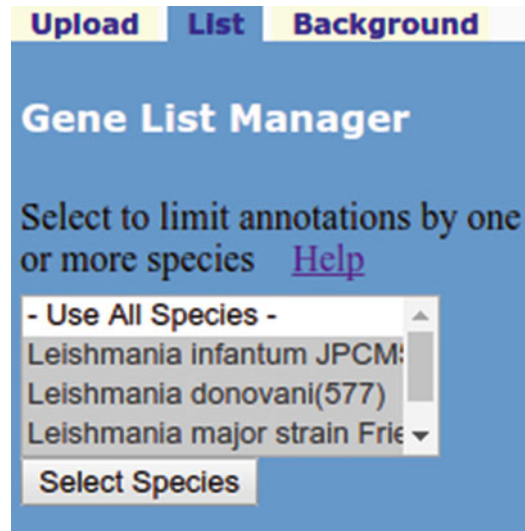 Upload List Background
Gene List Manager
Select to limit annotations by one
or more species Help
- Use All Species -
Leishmania infantum JPCM
Leishmania donovani(577)
Leishmania major strain Frie
Select Species